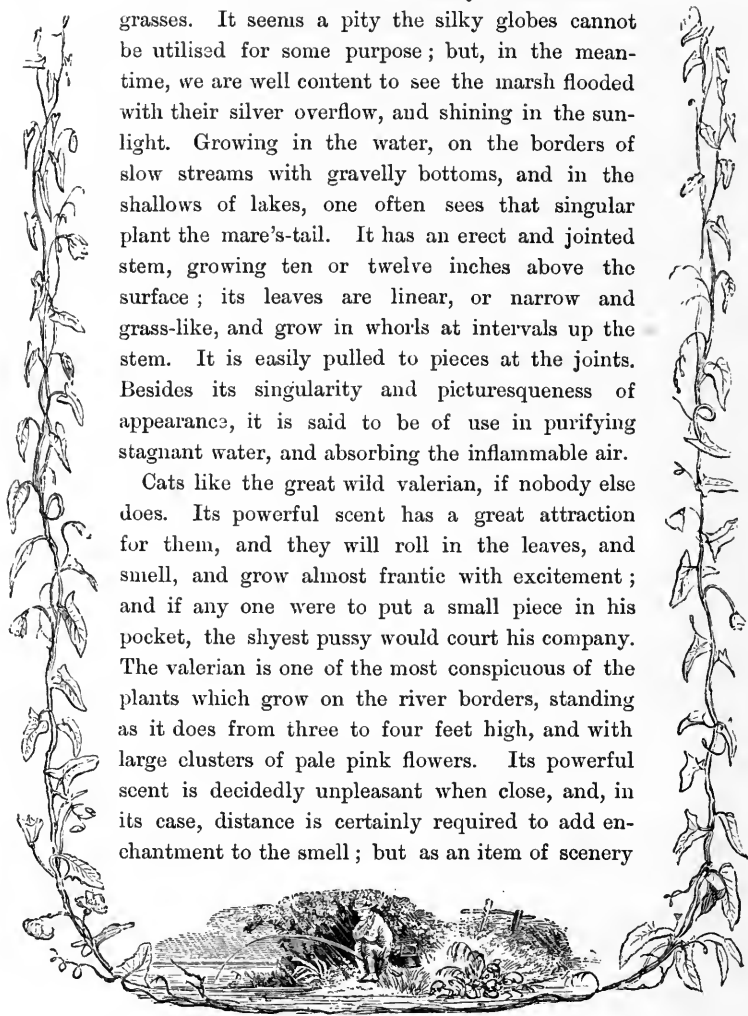 grasses. It seems a pity the silky globes cannot
be utilised for some purpose ; but, in the mean-
time, we are well content to see the marsh flooded
with their silver overflow, and shining in the sun-
light. Growing in the water, on the borders of
slow streams with gravelly bottoms, and in the
shallows of lakes, one often sees that singular
plant the mare's-tail. It has an erect and jointed
stem, growing ten or twelve inches above the
surface ; its leaves are linear, or narrow and
grass-like, and grow in whorls at intervals up the
stem. It is easily pulled to pieces at the joints.
Besides its singularity and picturesqueness of
appearance, it is said to be of use in purifying
stagnant water, and absorbing the inflammable air.
Cats like the great wild valerian, if nobody else
does. Its powerful scent has a great attraction
for them, and they will roll in the leaves, and
smell, and grow almost frantic with excitement ;
and if any one were to put a small piece in his
pocket, the shyest pussy would court his company.
The valerian is one of the most conspicuous of the
plants which grow on the river borders, standing
as it does from three to four feet high, and with
large clusters of pale pink flowers. Its powerful
scent is decidedly unpleasant when close, and, in
its case, distance is certainly required to add en-
chantment to the smell ; but as an item of scenery